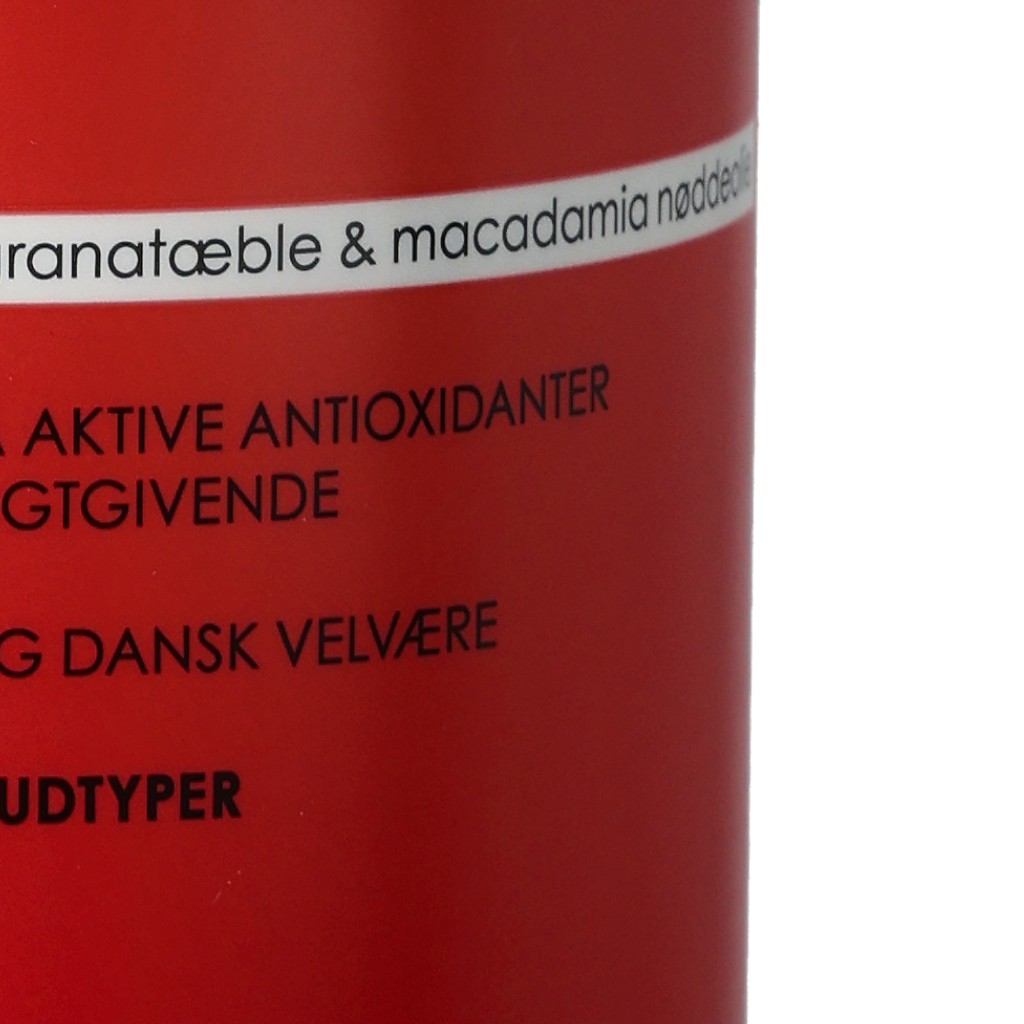 granatæble & macadamia nøddeolie
AKTIVE ANTIOXIDANTER
GTGIVENDE
G DANSK VELVÆRE
UDTYPER